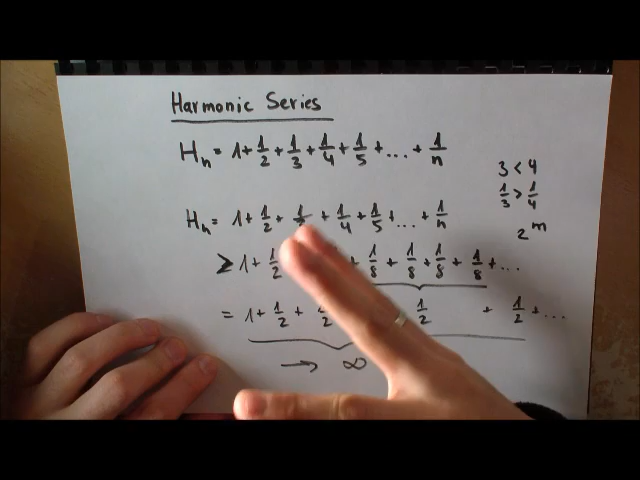 Harmonic Series
Hn = 1 + 1/2 + 1/3 + 1/4 + 1/5 + ... + 1/n
3 < 4
1/3 > 1/4
2^m
Hn = 1 + 1/2 + + 1/4 + 1/5 + ... + 1/n
≥ 1 + 1/2 + 1/8 + 1/8 + 1/8 + 1/8 + ...
= 1 + 1/2 + 1/2 + 1/2 + ...
→ ∞